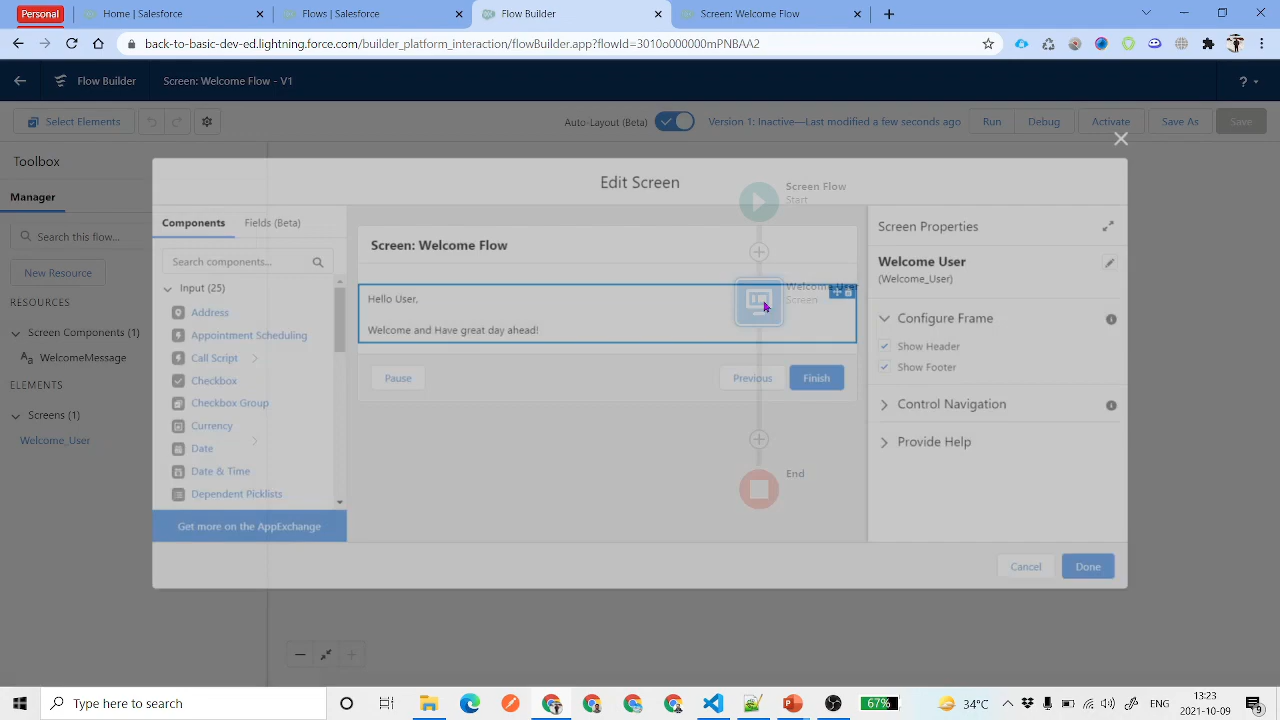 Personal
Home | Salesforce
Flows | Salesforce
Flow Builder
Screen: Welcome Flow
back-to-basic-dev.lightning.force.com/builder_platform_interaction/flowBuilder.app?flowId=3010o000000mPNBAA2
Flow Builder
Screen: Welcome Flow - V1
?
Select Elements
Auto-Layout (Beta)
Version 1: Inactive—Last modified a few seconds ago
Run
Debug
Activate
Save As
Save
Toolbox
Manager
Search this flow...
New Resource
RESOURCES
Screen Components (1)
Aa WelcomeMessage
ELEMENTS
Screens (1)
Welcome_User
Edit Screen
Components
Fields (Beta)
Search components...
Input (25)
Address
Appointment Scheduling
Call Script
Checkbox
Checkbox Group
Currency
Date
Date & Time
Dependent Picklists
Get more on the AppExchange
Screen: Welcome Flow
Hello User,
Welcome and Have great day ahead!
Pause
Previous
Finish
Screen Flow
Start
Welcome User
Screen
End
Screen Properties
Welcome User
(Welcome_User)
Configure Frame
Show Header
Show Footer
Control Navigation
Provide Help
Cancel
Done
Type here to search
67%
34°C
ENG
13:23
2021-10-09